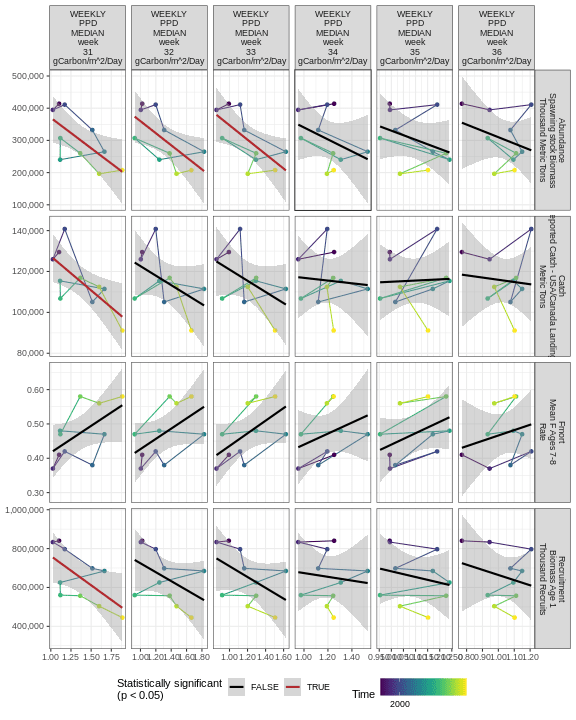 WEEKLY WEEKLY WEEKLY WEEKLY WEEKLY WEEKLY
PPD PPD PPD PPD PPD PPD
MEDIAN MEDIAN MEDIAN MEDIAN MEDIAN MEDIAN
week week week week week week
31 32 33 34 35 36
gCarbon/m^2/Day gCarbon/m^2/Day gCarbon/m^2/Day gCarbon/m^2/Day gCarbon/m^2/Day gCarbon/m^2/Day
500,000
400,000
300,000
200,000
100,000
Abundance
Spawning stock Biomass
Thousand Metric Tons
140,000
120,000
100,000
80,000
Catch
ported Catch - USA/Canada Landing
Metric Tons
0.60
0.50
0.40
0.30
Fmort
Mean F Ages 7-8
Rate
1,000,000
800,000
600,000
400,000
Recruitment
Biomass Age 1
Thousand Recruits
1.00 1.25 1.50 1.75 1.00 1.20 1.40 1.60 1.80 1.00 1.20 1.40 1.60 1.00 1.20 1.40 0.80 0.90 1.00 1.10 1.20
Statistically significant
(p < 0.05)
FALSE TRUE
Time
2000